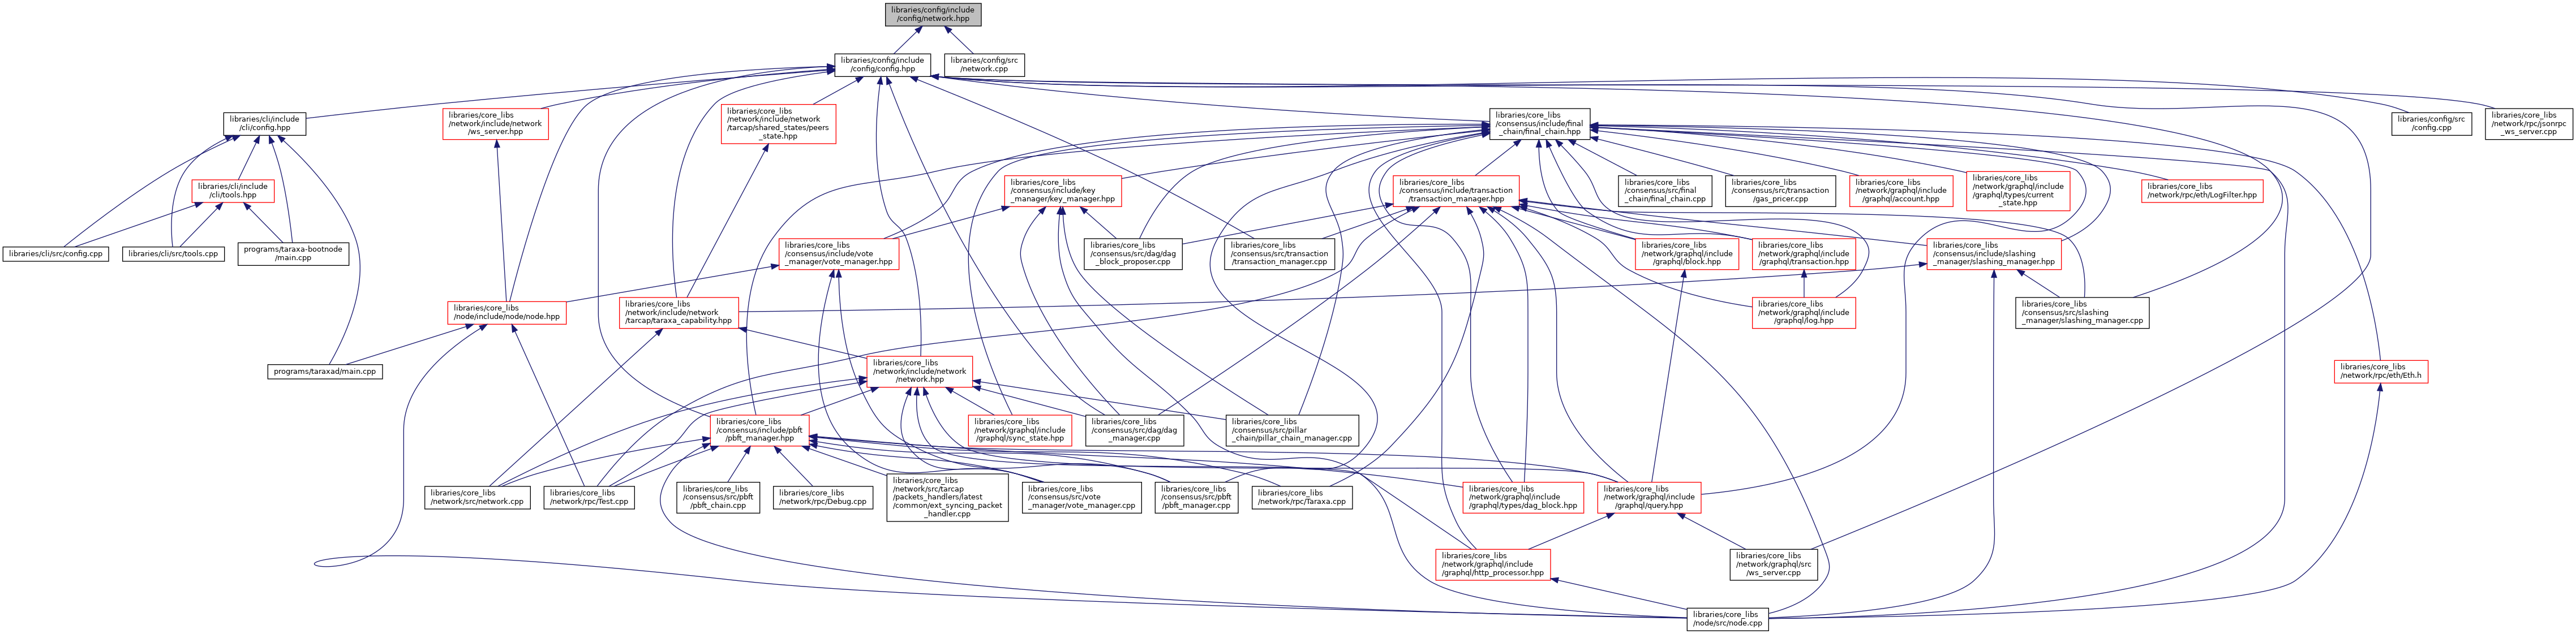 libraries/config/include
/config/network.hpp
libraries/config/include
/config/config.hpp
libraries/config/src
/network.cpp
libraries/cli/include
/cli/config.hpp
libraries/core_libs
/network/include/network
/ws_server.hpp
libraries/core_libs
/network/include/network
/tarcap/shared_states/peers
_state.hpp
libraries/core_libs
/consensus/include/final
_chain/final_chain.hpp
libraries/config/src
/config.cpp
libraries/core_libs
/network/rpc/jsonrpc
_ws_server.cpp
libraries/cli/include
/cli/tools.hpp
libraries/core_libs
/consensus/include/key
_manager/key_manager.hpp
libraries/core_libs
/consensus/include/transaction
/transaction_manager.hpp
libraries/core_libs
/consensus/src/final
_chain/final_chain.cpp
libraries/core_libs
/consensus/src/transaction
/gas_pricer.cpp
libraries/core_libs
/network/graphql/include
/graphql/account.hpp
libraries/core_libs
/network/graphql/include
/graphql/types/current
_state.hpp
libraries/core_libs
/network/rpc/eth/LogFilter.hpp
libraries/cli/src/config.cpp
libraries/cli/src/tools.cpp
programs/taraxa-bootnode
/main.cpp
libraries/core_libs
/consensus/include/vote
_manager/vote_manager.hpp
libraries/core_libs
/consensus/src/dag/dag
_block_proposer.cpp
libraries/core_libs
/consensus/src/transaction
/transaction_manager.cpp
libraries/core_libs
/network/graphql/include
/graphql/block.hpp
libraries/core_libs
/network/graphql/include
/graphql/transaction.hpp
libraries/core_libs
/consensus/include/slashing
_manager/slashing_manager.hpp
libraries/core_libs
/node/include/node/node.hpp
libraries/core_libs
/network/include/network
/tarcap/taraxa_capability.hpp
libraries/core_libs
/network/graphql/include
/graphql/log.hpp
libraries/core_libs
/consensus/src/slashing
_manager/slashing_manager.cpp
programs/taraxad/main.cpp
libraries/core_libs
/network/include/network
/network.hpp
libraries/core_libs
/network/rpc/eth/Eth.h
libraries/core_libs
/consensus/include/pbft
/pbft_manager.hpp
libraries/core_libs
/network/graphql/include
/graphql/sync_state.hpp
libraries/core_libs
/consensus/src/dag/dag
_manager.cpp
libraries/core_libs
/consensus/src/pillar
_chain/pillar_chain_manager.cpp
libraries/core_libs
/network/src/network.cpp
libraries/core_libs
/network/rpc/Test.cpp
libraries/core_libs
/consensus/src/pbft
/pbft_chain.cpp
libraries/core_libs
/network/rpc/Debug.cpp
libraries/core_libs
/network/src/tarcap
/packets_handlers/latest
/common/ext_syncing_packet
_handler.cpp
libraries/core_libs
/consensus/src/vote
_manager/vote_manager.cpp
libraries/core_libs
/consensus/src/pbft
/pbft_manager.cpp
libraries/core_libs
/network/rpc/Taraxa.cpp
libraries/core_libs
/network/graphql/include
/graphql/types/dag_block.hpp
libraries/core_libs
/network/graphql/include
/graphql/query.hpp
libraries/core_libs
/network/graphql/include
/graphql/http_processor.hpp
libraries/core_libs
/network/graphql/src
/ws_server.cpp
libraries/core_libs
/node/src/node.cpp